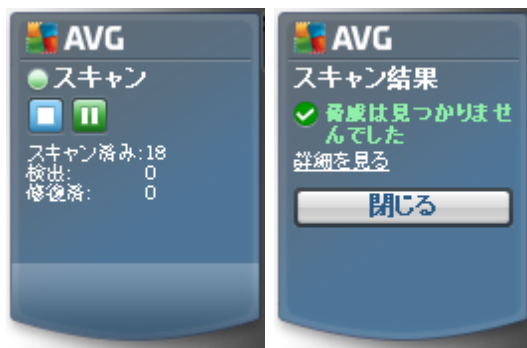 AVG
スキャン
スキャン済み:18
検出: 0
修復済: 0
AVG
スキャン結果
脅威は見つかりませ
んでした
詳細を見る
閉じる